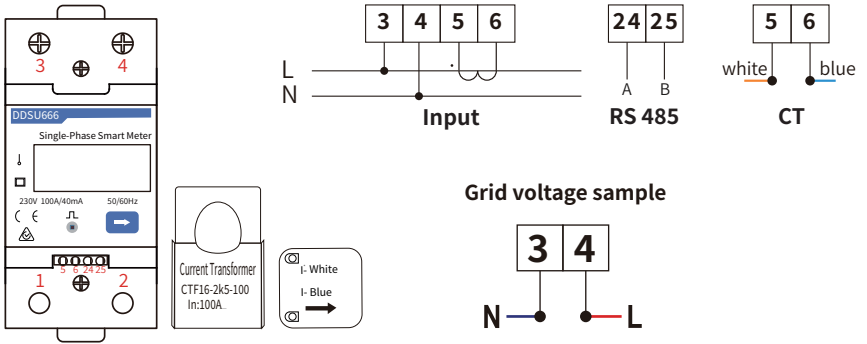 3 4
DDSU666
Single-Phase Smart Meter
230V 100A/40mA 50/60Hz
5 6 24 25
1 2
Current Transformer
CTF16-2k5-100
In:100A
I- White
I- Blue
3 4 5 6
L
N
Input
24 25
A B
RS 485
5 6
white blue
CT
Grid voltage sample
3 4
N L